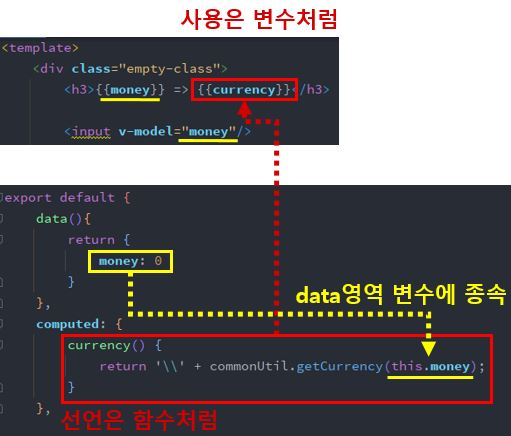 사용은 변수처럼
<template>
<div class="empty-class">
<h3>{{money}} => {{currency}}</h3>
<input v-model="money"/>
export default {
data(){
return {
money: 0
}
},
data영역 변수에 종속
computed: {
currency() {
return '\\' + commonUtil.getCurrency(this.money);
}
},
선언은 함수처럼